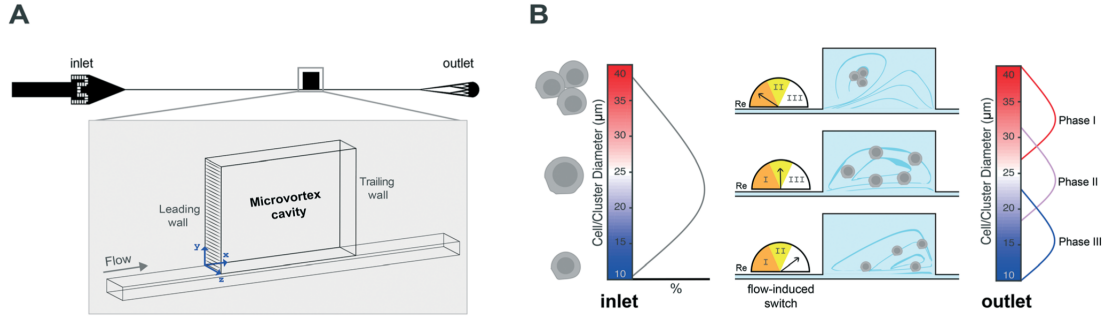 A
inlet
outlet
Leading
wall
Microvortex
cavity
Trailing
wall
y
x
z
Flow
B
Cell/Cluster Diameter (μm)
40
35
30
25
20
15
10
inlet
%
Re
I
II
III
Re
I
II
III
Re
I
II
III
flow-induced
switch
Cell/Cluster Diameter (μm)
40
35
30
25
20
15
10
outlet
Phase I
Phase II
Phase III